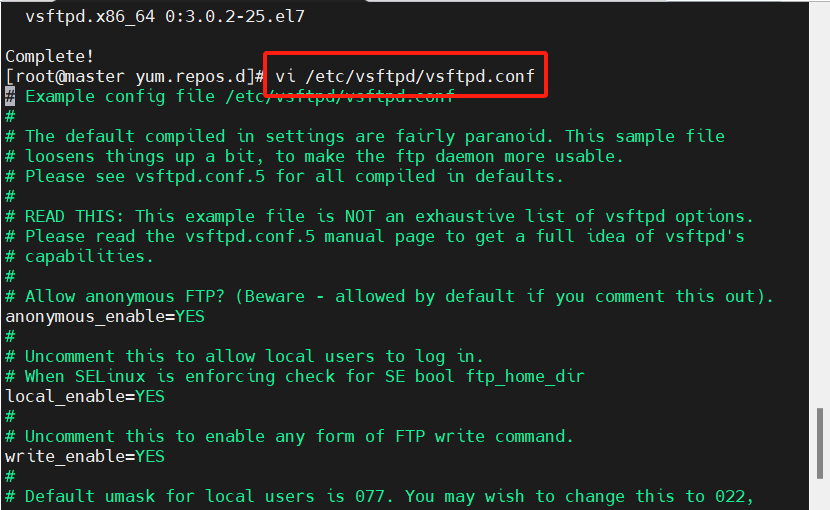 vsftpd.x86_64 0:3.0.2-25.el7
Complete!
[root@master yum.repos.d]# vi /etc/vsftpd/vsftpd.conf
# Example config file /etc/vsftpd/vsftpd.conf
#
# The default compiled in settings are fairly paranoid. This sample file
# loosens things up a bit, to make the ftp daemon more usable.
# Please see vsftpd.conf.5 for all compiled in defaults.
#
# READ THIS: This example file is NOT an exhaustive list of vsftpd options.
# Please read the vsftpd.conf.5 manual page to get a full idea of vsftpd's
# capabilities.
#
# Allow anonymous FTP? (Beware - allowed by default if you comment this out).
anonymous_enable=YES
#
# Uncomment this to allow local users to log in.
# When SELinux is enforcing check for SE bool ftp_home_dir
local_enable=YES
#
# Uncomment this to enable any form of FTP write command.
write_enable=YES
#
# Default umask for local users is 077. You may wish to change this to 022,